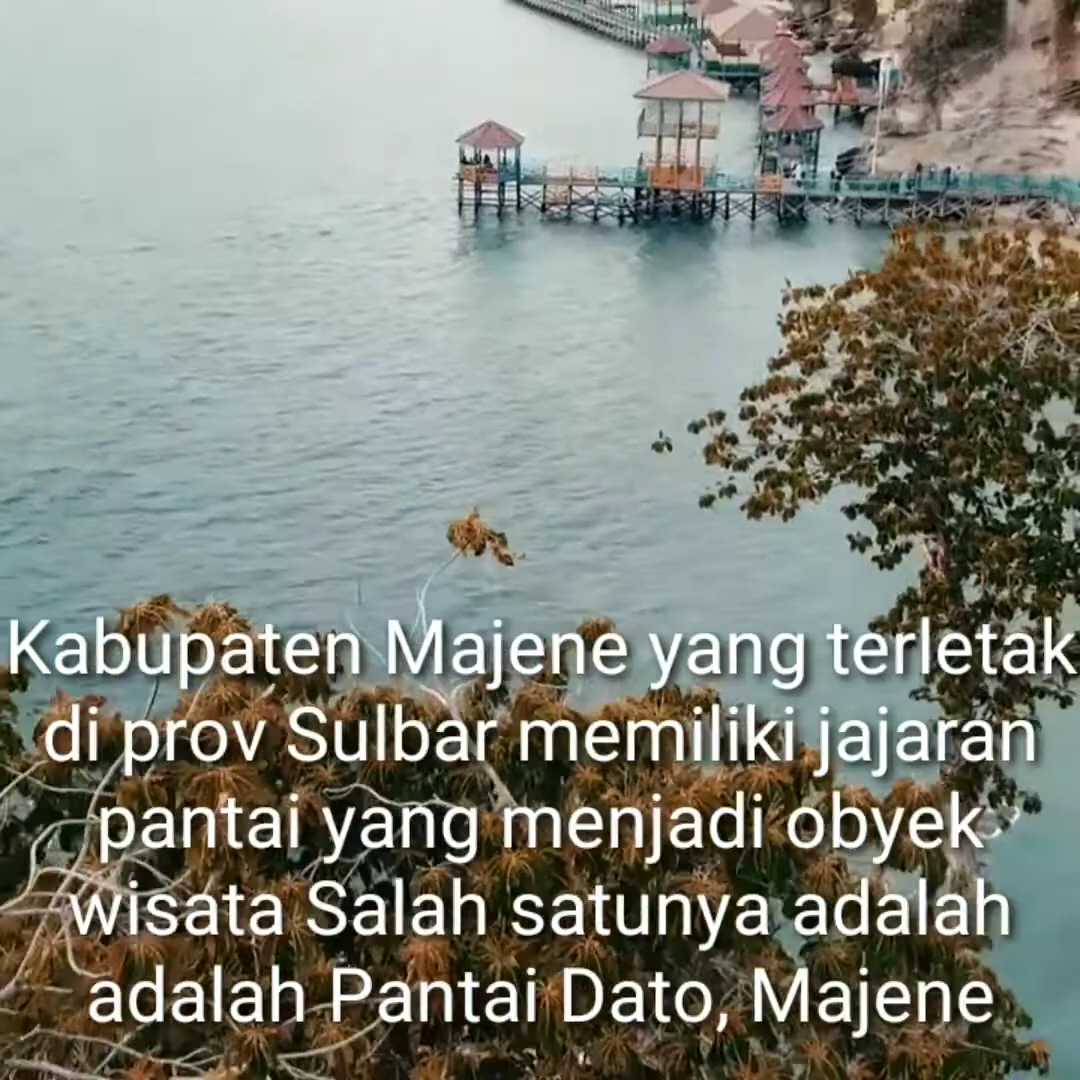 Kabupaten Majene yang terletak
di prov Sulbar memiliki jajaran
pantai yang menjadi obyek
wisata Salah satunya adalah
adalah Pantai Dato, Majene